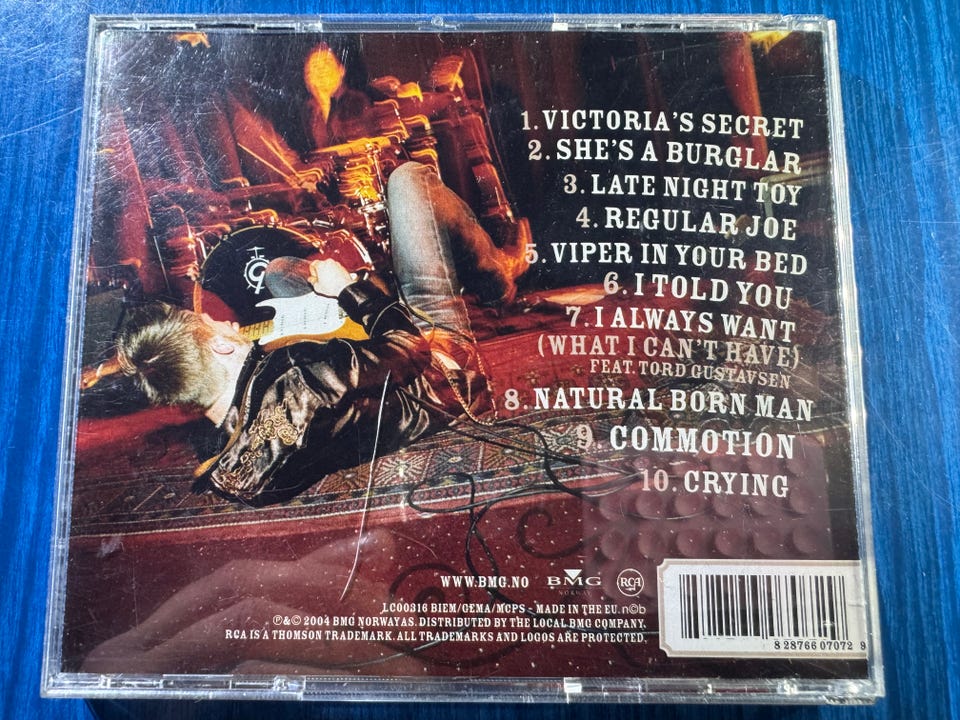 1. VICTORIA'S SECRET
2. SHE'S A BURGLAR
3. LATE NIGHT TOY
4. REGULAR JOE
5. VIPER IN YOUR BED
6. I TOLD YOU
7. I ALWAYS WANT
(WHAT I CAN'T HAVE)
FEAT. TORD GUSTAVSEN
8. NATURAL BORN MAN
9. COMMOTION
10. CRYING
WWW.BMG.NO BMG NORWAY RCA
LC00316 BIEM/GEMA/MCPS - MADE IN THE EU. n©b
℗&© 2004 BMG NORWAY AS. DISTRIBUTED BY THE LOCAL BMG COMPANY.
RCA IS A THOMSON TRADEMARK. ALL TRADEMARKS AND LOGOS ARE PROTECTED.
8 28766 07072 9